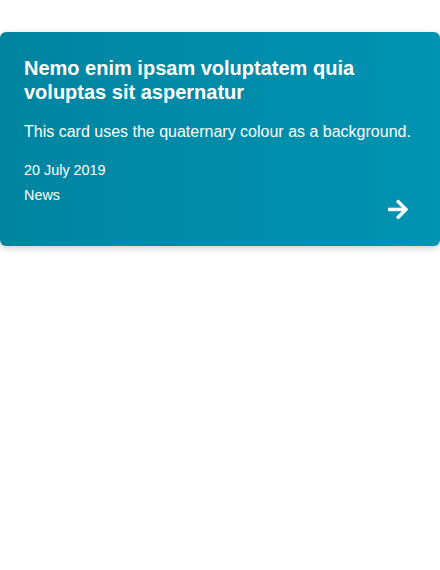 Nemo enim ipsam voluptatem quia
voluptas sit aspernatur
This card uses the quaternary colour as a background.
20 July 2019
News